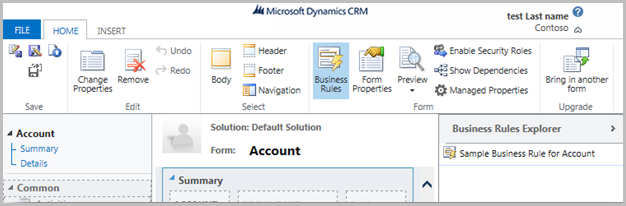 Microsoft Dynamics CRM
test Last name
Contoso
FILE
HOME
INSERT
Save
Change
Properties
Remove
Undo
Redo
Edit
Body
Header
Footer
Navigation
Select
Business
Rules
Form
Properties
Preview
Enable Security Roles
Show Dependencies
Managed Properties
Form
Bring in another
form
Upgrade
Account
Summary
Details
Common
Solution: Default Solution
Form: Account
Summary
Business Rules Explorer
Sample Business Rule for Account